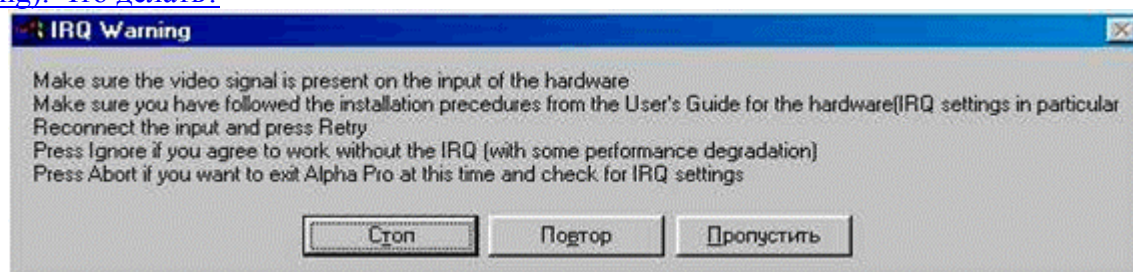 ng). Что делать?
IRQ Warning
Make sure the video signal is present on the input of the hardware
Make sure you have followed the installation precedures from the User's Guide for the hardware(IRQ settings in particular
Reconnect the input and press Retry
Press Ignore if you agree to work without the IRQ (with some performance degradation)
Press Abort if you want to exit Alpha Pro at this time and check for IRQ settings
Стоп Повтор Пропустить